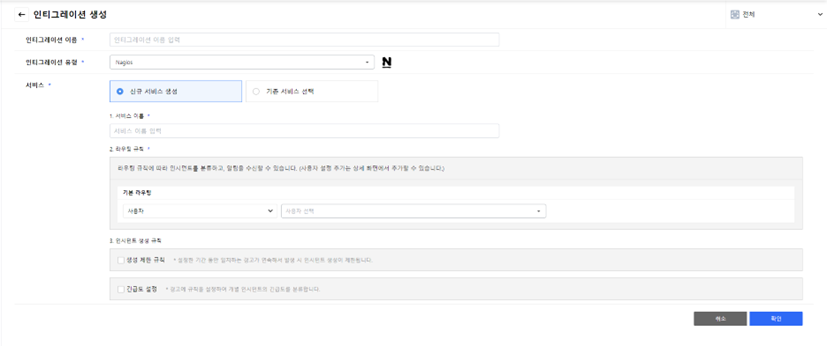 인티그레이션 생성
전체
인티그레이션 이름 *
인티그레이션 이름 입력
인티그레이션 유형 *
Nagios
N
서비스 *
신규 서비스 생성
기존 서비스 선택
1. 서비스 이름 *
서비스 이름 입력
2. 라우팅 규칙 *
라우팅 규칙에 따라 인시던트를 분류하고, 알림을 수신할 수 있습니다. (사용자 설정 추가는 상세 화면에서 추가할 수 있습니다.)
기본 라우팅
사용자
사용자 선택
3. 인시던트 생성 규칙
생성 제한 규칙 * 설정한 기간 동안 일치하는 경고가 연속해서 발생 시 인시던트 생성이 제한됩니다.
긴급도 설정 * 경고에 규칙을 설정하여 개별 인시던트의 긴급도를 분류합니다.
취소
확인